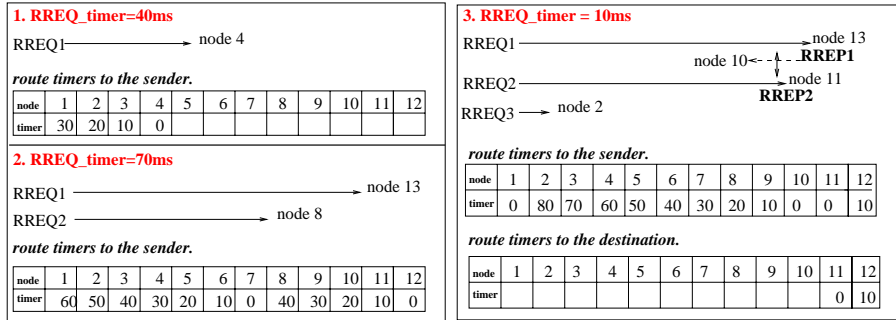 1. RREQ_timer=40ms
RREQ1 node 4
route timers to the sender.
node 1 2 3 4 5 6 7 8 9 10 11 12
timer 30 20 10 0
2. RREQ_timer=70ms
RREQ1 node 13
RREQ2 node 8
route timers to the sender.
node 1 2 3 4 5 6 7 8 9 10 11 12
timer 60 50 40 30 20 10 0 40 30 20 10 0
3. RREQ_timer = 10ms
RREQ1 node 13
node 10 RREP1
RREQ2 node 11
RREP2
RREQ3 node 2
route timers to the sender.
node 1 2 3 4 5 6 7 8 9 10 11 12
timer 0 80 70 60 50 40 30 20 10 0 0 10
route timers to the destination.
node 1 2 3 4 5 6 7 8 9 10 11 12
timer 0 10